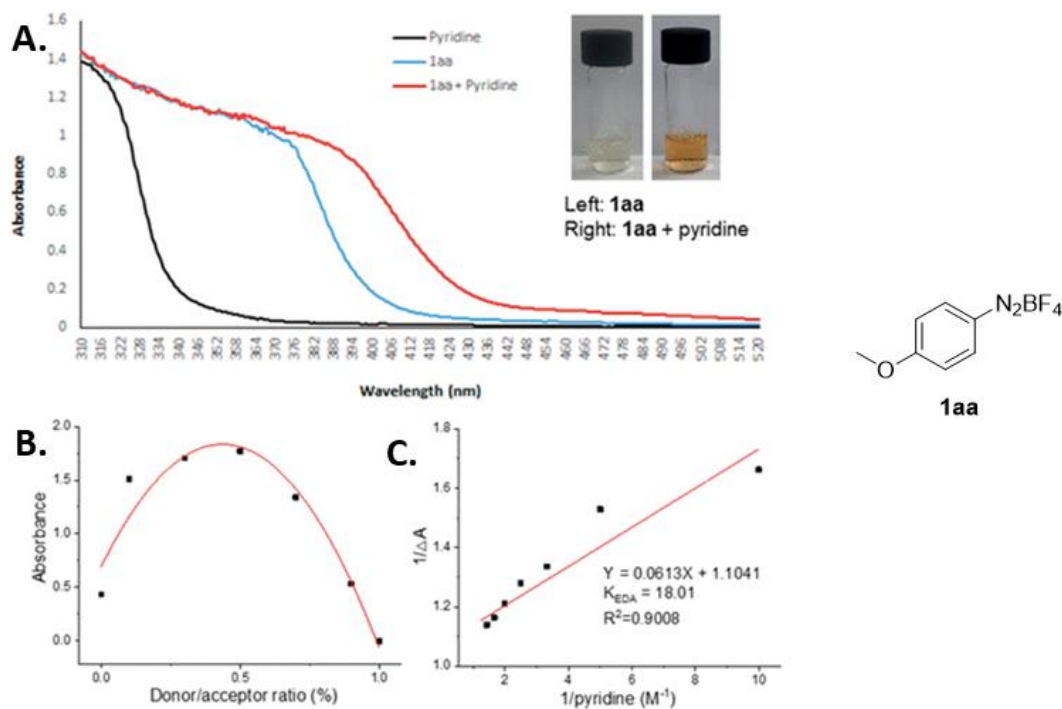 A.
Absorbance
1.6
1.4
1.2
1
0.8
0.6
0.4
0.2
0
310 316 322 328 334 340 346 352 358 364 370 376 382 388 394 400 406 412 418 424 430 436 442 448 454 460 466 472 478 484 490 496 502 508 514 520
Wavelength (nm)
Pyridine
1aa
1aa + Pyridine
Left: 1aa
Right: 1aa + pyridine
N₂BF₄
O
1aa
B.
Absorbance
2.0
1.5
1.0
0.5
0.0
0.0 0.5 1.0
Donor/acceptor ratio (%)
C.
1/△A
1.8
1.6
1.4
1.2
1.0
Y = 0.0613X + 1.1041
K_EDA = 18.01
R²=0.9008
2 4 6 8 10
1/pyridine (M⁻¹)